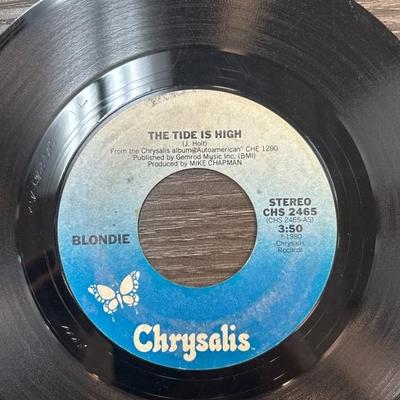 THE TIDE IS HIGH
(J. Holt)
From the Chrysalis album "Autoamerican" CHE 1290
Published by Gemrod Music Inc. (BMI)
Produced by MIKE CHAPMAN
STEREO
CHS 2465
(CHS 2465-AS)
3:50
℗1980
Chrysalis
Records
BLONDIE
Chrysalis